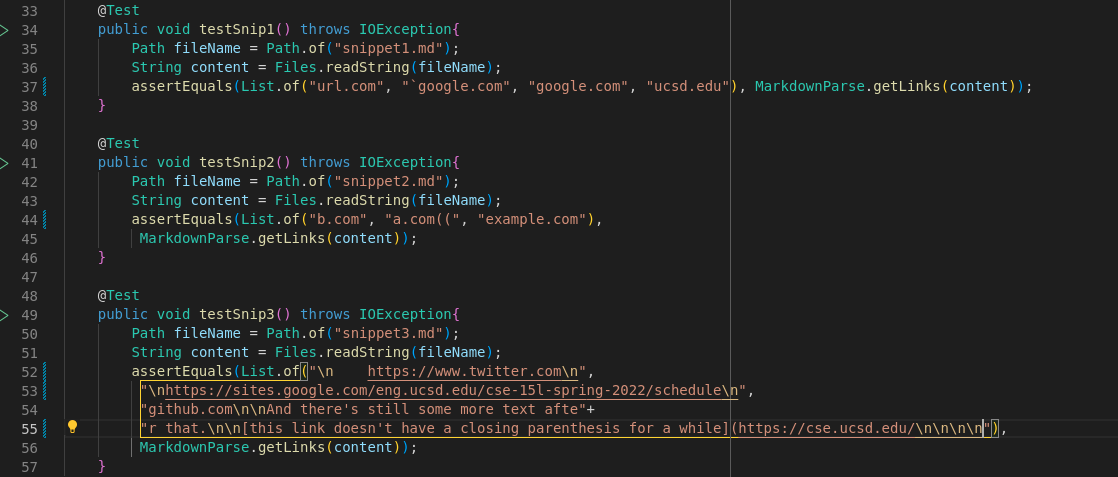 33 @Test
34 public void testSnip1() throws IOException{
35 Path fileName = Path.of("snippet1.md");
36 String content = Files.readString(fileName);
37 assertEquals(List.of("url.com", "`google.com", "google.com", "ucsd.edu"), MarkdownParse.getLinks(content));
38 }
39
40 @Test
41 public void testSnip2() throws IOException{
42 Path fileName = Path.of("snippet2.md");
43 String content = Files.readString(fileName);
44 assertEquals(List.of("b.com", "a.com((", "example.com"),
45 MarkdownParse.getLinks(content));
46 }
47
48 @Test
49 public void testSnip3() throws IOException{
50 Path fileName = Path.of("snippet3.md");
51 String content = Files.readString(fileName);
52 assertEquals(List.of("\n    https://www.twitter.com\n",
53 "\nhttps://sites.google.com/eng.ucsd.edu/cse-15l-spring-2022/schedule\n",
54 "github.com\n\nAnd there's still some more text afte"+
55 "r that.\n\n[this link doesn't have a closing parenthesis for a while](https://cse.ucsd.edu/\n\n\n\n"),
56 MarkdownParse.getLinks(content));
57 }